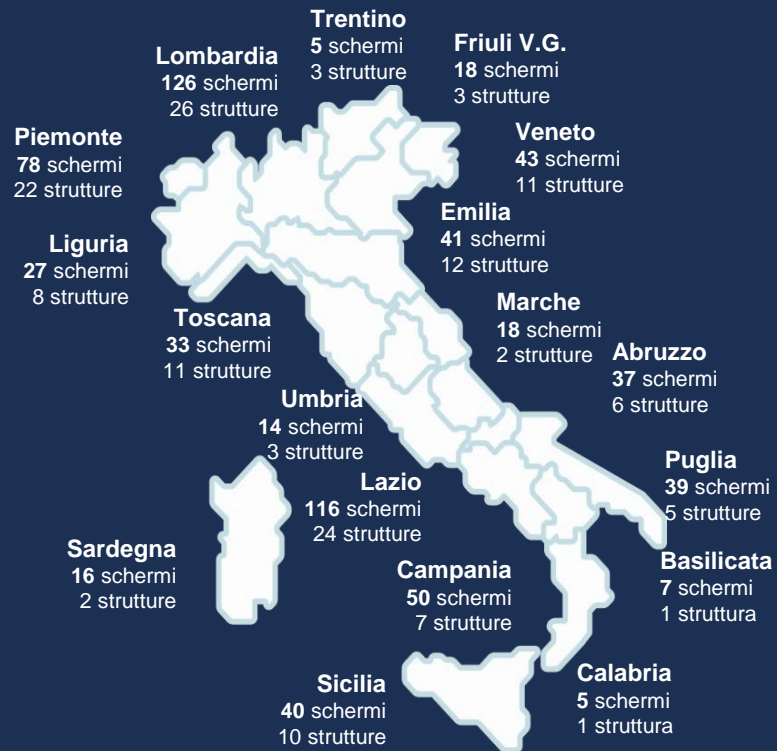 Trentino
5 schermi
3 strutture
Friuli V.G.
18 schermi
3 strutture
Lombardia
126 schermi
26 strutture
Veneto
43 schermi
11 strutture
Piemonte
78 schermi
22 strutture
Emilia
41 schermi
12 strutture
Liguria
27 schermi
8 strutture
Marche
18 schermi
2 strutture
Toscana
33 schermi
11 strutture
Abruzzo
37 schermi
6 strutture
Umbria
14 schermi
3 strutture
Puglia
39 schermi
5 strutture
Lazio
116 schermi
24 strutture
Sardegna
16 schermi
2 strutture
Basilicata
7 schermi
1 struttura
Campania
50 schermi
7 strutture
Calabria
5 schermi
1 struttura
Sicilia
40 schermi
10 strutture